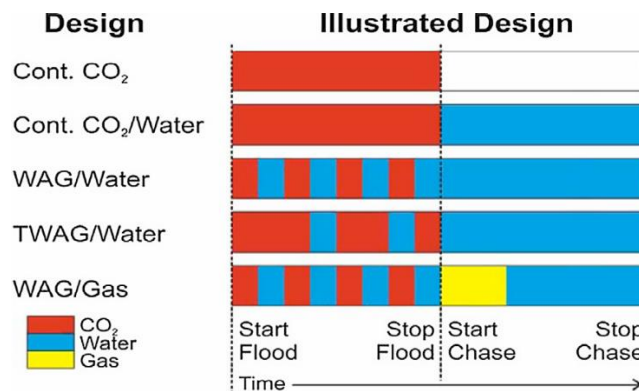 Design
Illustrated Design
Cont. CO₂
Cont. CO₂/Water
WAG/Water
TWAG/Water
WAG/Gas
CO₂
Water
Gas
Start Flood
Stop Flood
Start Chase
Stop Chase
Time